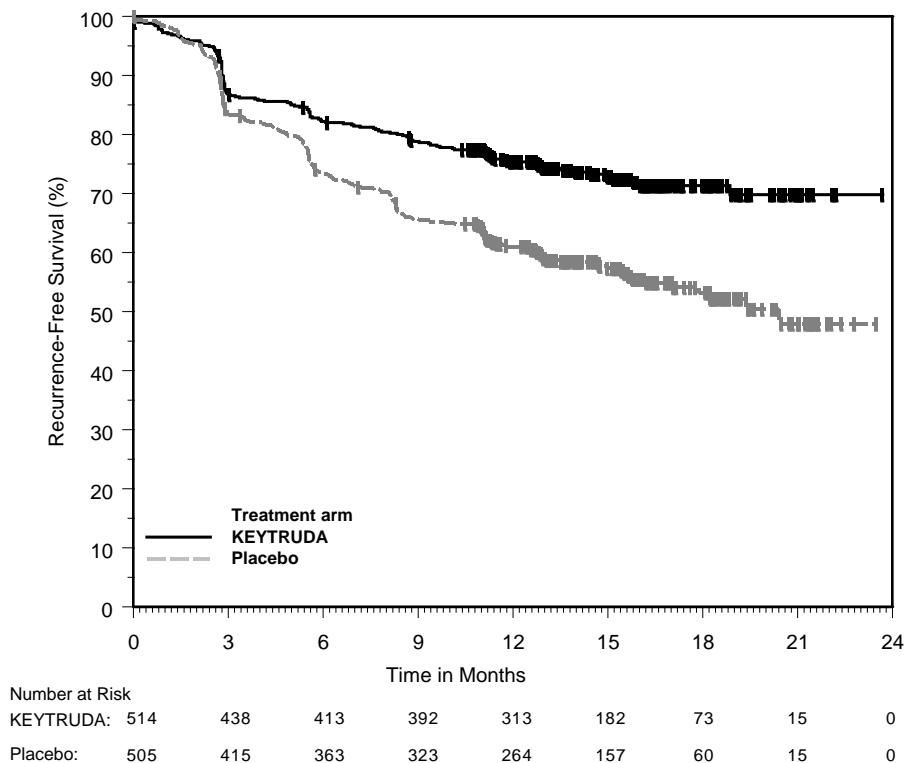 100
90
80
70
60
50
40
30
20
10
0
Recurrence-Free Survival (%)
Treatment arm
KEYTRUDA
Placebo
0 3 6 9 12 15 18 21 24
Time in Months
Number at Risk
KEYTRUDA: 514 438 413 392 313 182 73 15 0
Placebo: 505 415 363 323 264 157 60 15 0